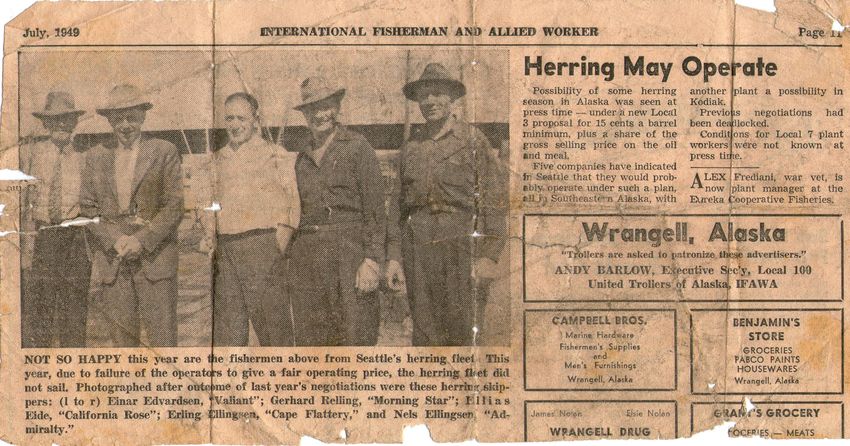 July, 1949
INTERNATIONAL FISHERMAN AND ALLIED WORKER
Page 11
NOT SO HAPPY this year are the fishermen above from Seattle's herring fleet. This
year, due to failure of the operators to give a fair operating price, the herring fleet did
not sail. Photographed after outcome of last year's negotiations were these herring skip-
pers: (l to r) Einar Edvardsen, "Valiant"; Gerhard Relling, "Morning Star"; Ellias
Eide, "California Rose"; Erling Ellingsen, "Cape Flattery," and Nels Ellingsen, "Ad-
miralty."
Herring May Operate
Possibility of some herring
season in Alaska was seen at
press time — under a new Local
3 proposal for 15 cents a barrel
minimum, plus a share of the
gross selling price on the oil
and meal.
Five companies have indicated
in Seattle that they would prob-
ably operate under such a plan,
all in Southeastern Alaska, with
another plant a possibility in
Kodiak.
Previous negotiations had
been deadlocked.
Conditions for Local 7 plant
workers were not known at
press time.
ALEX Frediani, war vet, is
now plant manager at the
Eureka Cooperative Fisheries.
Wrangell, Alaska
"Trollers are asked to patronize these advertisers."
ANDY BARLOW, Executive Sec'y, Local 100
United Trollers of Alaska, IFAWA
CAMPBELL BROS.
Marine Hardware
Fishermen's Supplies
and
Men's Furnishings
Wrangell, Alaska
BENJAMIN'S
STORE
GROCERIES
PABCO PAINTS
HOUSEWARES
Wrangell, Alaska
James Nolan Elsie Nolan
WRANGELL DRUG
GRANT'S GROCERY
GROCERIES — MEATS